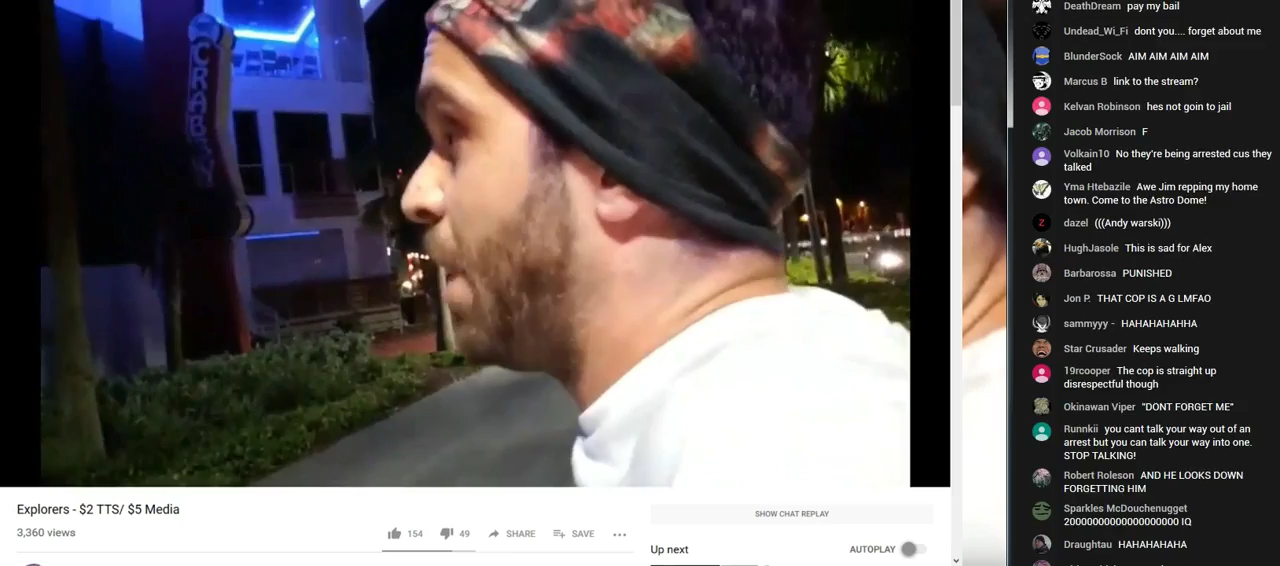 CRABBY
Explorers - $2 TTS/ $5 Media
3,360 views
154
49
SHARE
SAVE
SHOW CHAT REPLAY
Up next
AUTOPLAY
DeathDream pay my bail
Undead_Wi_Fi dont you.... forget about me
BlunderSock AIM AIM AIM AIM
Marcus B link to the stream?
Kelvan Robinson hes not goin to jail
Jacob Morrison F
Volkain10 No they're being arrested cus they
talked
Yma Htebazile Awe Jim repping my home
town. Come to the Astro Dome!
dazel (((Andy warski)))
HughJasole This is sad for Alex
Barbarossa PUNISHED
Jon P. THAT COP IS A G LMFAO
sammyyy - HAHAHAHAHHA
Star Crusader Keeps walking
19rcooper The cop is straight up
disrespectful though
Okinawan Viper "DONT FORGET ME"
Runnkii you cant talk your way out of an
arrest but you can talk your way into one.
STOP TALKING!
Robert Roleson AND HE LOOKS DOWN
FORGETTING HIM
Sparkles McDouchenugget
20000000000000000000 IQ
Draughtau HAHAHAHAHA